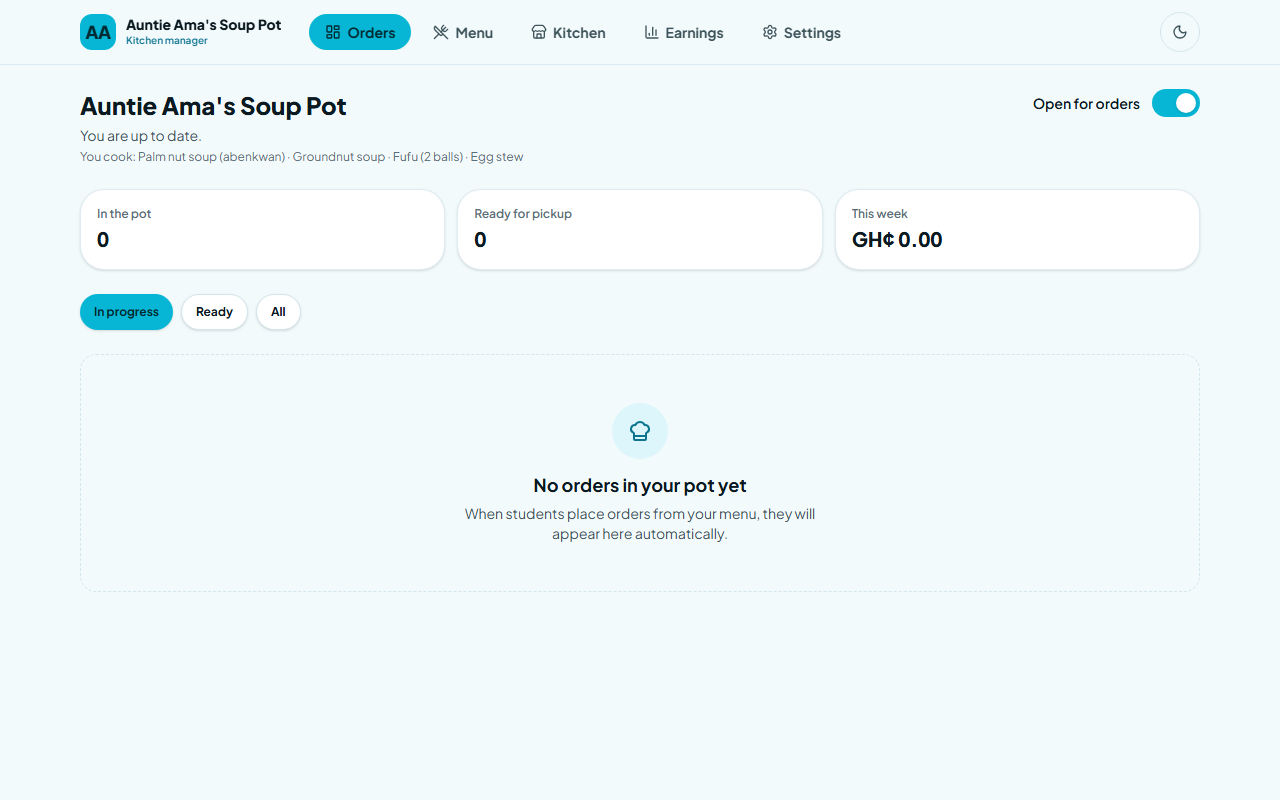 AA
Auntie Ama's Soup Pot
Kitchen manager
Orders
Menu
Kitchen
Earnings
Settings
Auntie Ama's Soup Pot
Open for orders
You are up to date.
You cook: Palm nut soup (abenkwan) · Groundnut soup · Fufu (2 balls) · Egg stew
In the pot
0
Ready for pickup
0
This week
GH¢ 0.00
In progress
Ready
All
No orders in your pot yet
When students place orders from your menu, they will
appear here automatically.